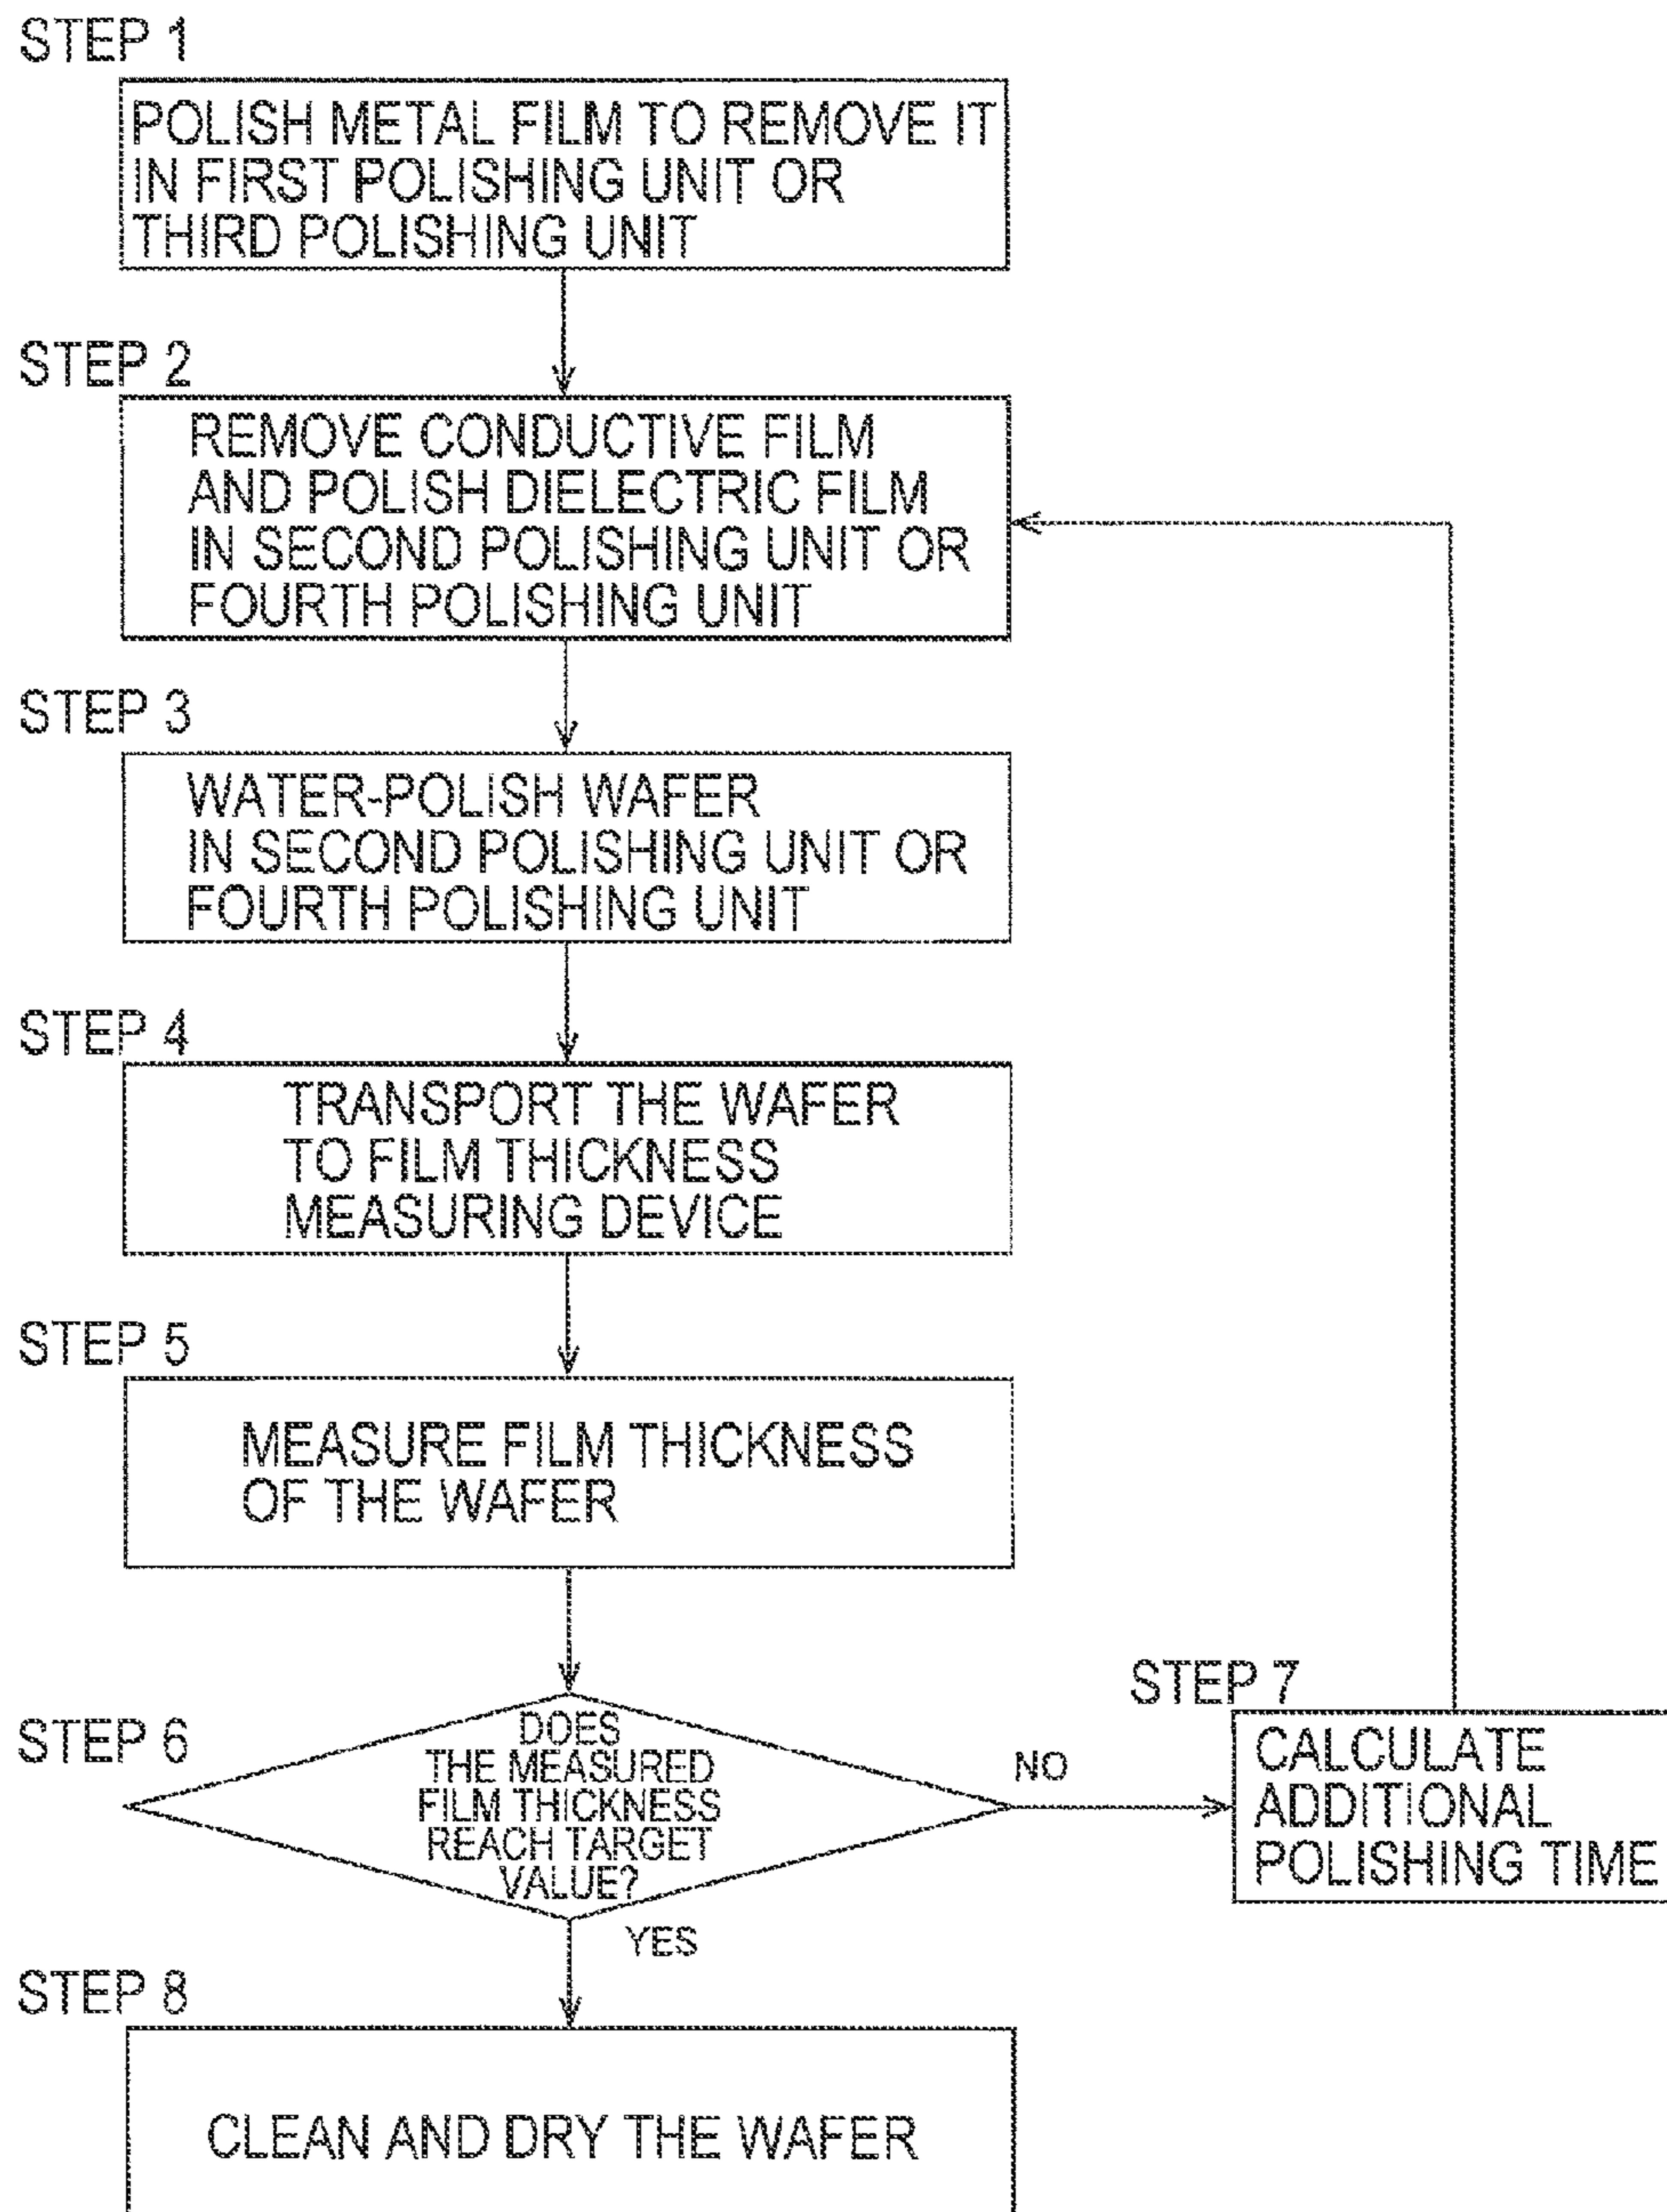 STEP 1
POLISH METAL FILM TO REMOVE IT
IN FIRST POLISHING UNIT OR
THIRD POLISHING UNIT
STEP 2
REMOVE CONDUCTIVE FILM
AND POLISH DIELECTRIC FILM
IN SECOND POLISHING UNIT OR
FOURTH POLISHING UNIT
STEP 3
WATER-POLISH WAFER
IN SECOND POLISHING UNIT OR
FOURTH POLISHING UNIT
STEP 4
TRANSPORT THE WAFER
TO FILM THICKNESS
MEASURING DEVICE
STEP 5
MEASURE FILM THICKNESS
OF THE WAFER
STEP 6
DOES
THE MEASURED
FILM THICKNESS
REACH TARGET
VALUE?
NO
STEP 7
CALCULATE
ADDITIONAL
POLISHING TIME
YES
STEP 8
CLEAN AND DRY THE WAFER